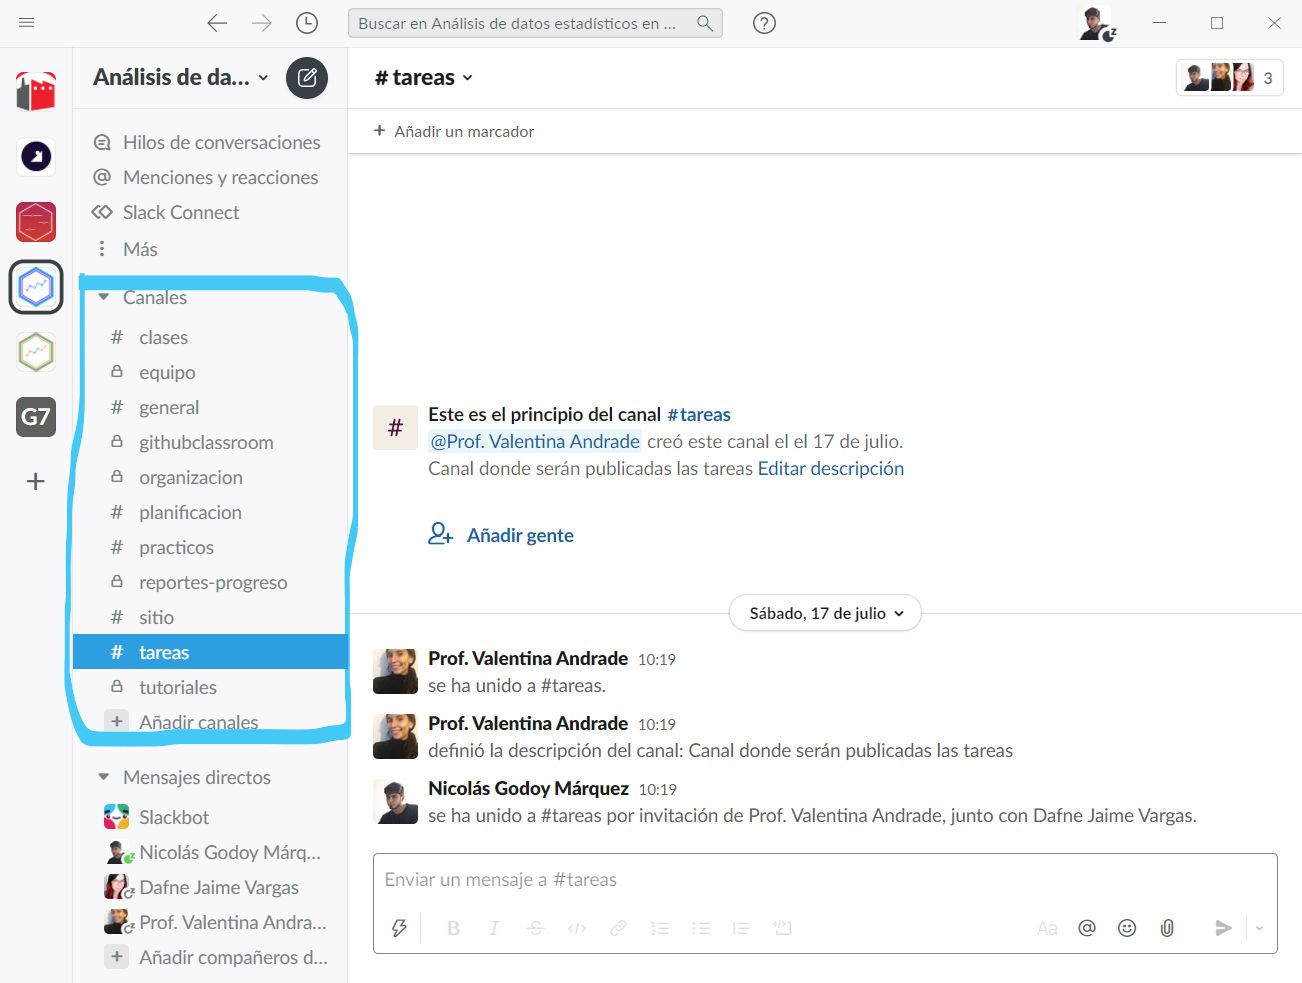 Buscar en Análisis de datos estadísticos en ...
Análisis de da...
# tareas
3
Hilos de conversaciones
Menciones y reacciones
Slack Connect
Más
+ Añadir un marcador
Canales
# clases
equipo
# general
githubclassroom
organizacion
# planificacion
# practicos
reportes-progreso
# sitio
# tareas
tutoriales
+ Añadir canales
G7
+
Mensajes directos
Slackbot
Nicolás Godoy Márq...
Dafne Jaime Vargas
Prof. Valentina Andra...
+ Añadir compañeros d...
#
Este es el principio del canal #tareas
@Prof. Valentina Andrade creó este canal el el 17 de julio.
Canal donde serán publicadas las tareas Editar descripción
Añadir gente
Sábado, 17 de julio
Prof. Valentina Andrade 10:19
se ha unido a #tareas.
Prof. Valentina Andrade 10:19
definió la descripción del canal: Canal donde serán publicadas las tareas
Nicolás Godoy Márquez 10:19
se ha unido a #tareas por invitación de Prof. Valentina Andrade, junto con Dafne Jaime Vargas.
Enviar un mensaje a #tareas
B I S </> Aa @